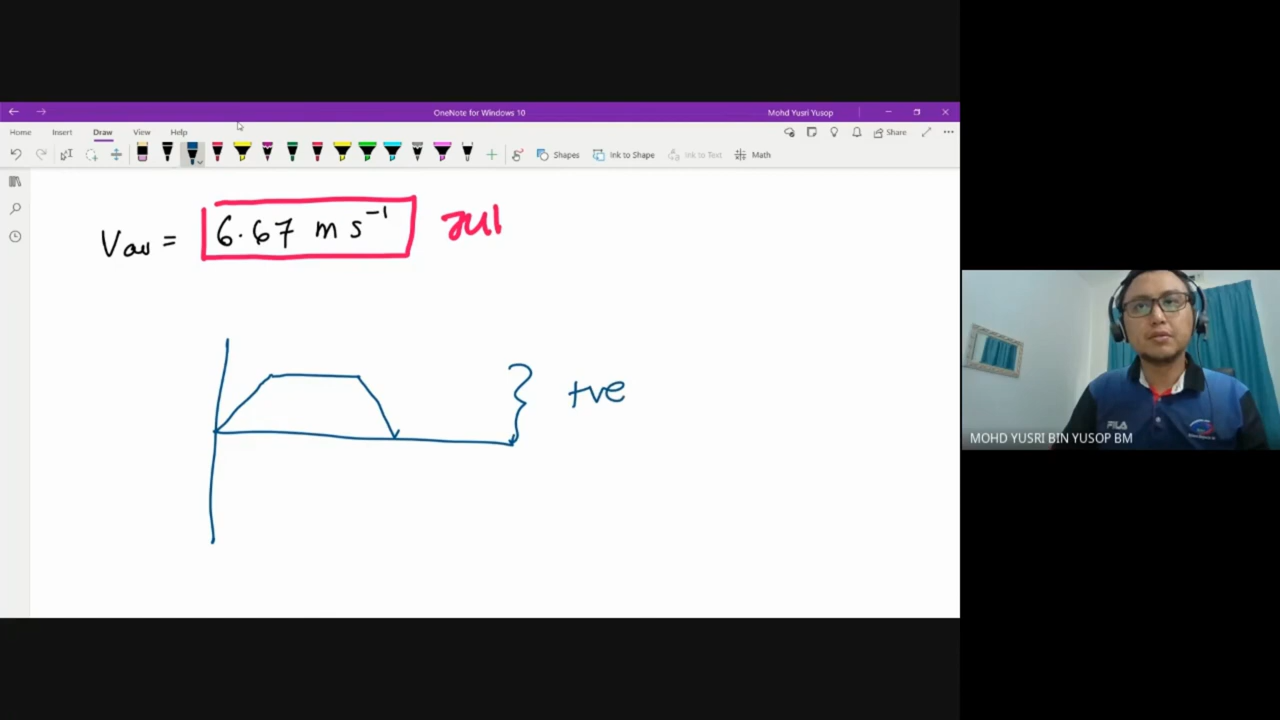 OneNote for Windows 10
Mohd Yusri Yusop
Home Insert Draw View Help
Share
Shapes Ink to Shape Ink to Text Math
Vav = 6.67 m s⁻¹
+ve
FILA
MOHD YUSRI BIN YUSOP BM